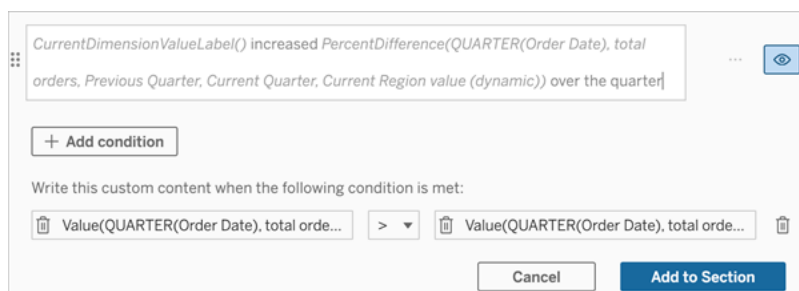 CurrentDimensionValueLabel() increased PercentDifference(QUARTER(Order Date), total
orders, Previous Quarter, Current Quarter, Current Region value (dynamic)) over the quarter
+ Add condition
Write this custom content when the following condition is met:
Value(QUARTER(Order Date), total orde... > Value(QUARTER(Order Date), total orde...
Cancel Add to Section